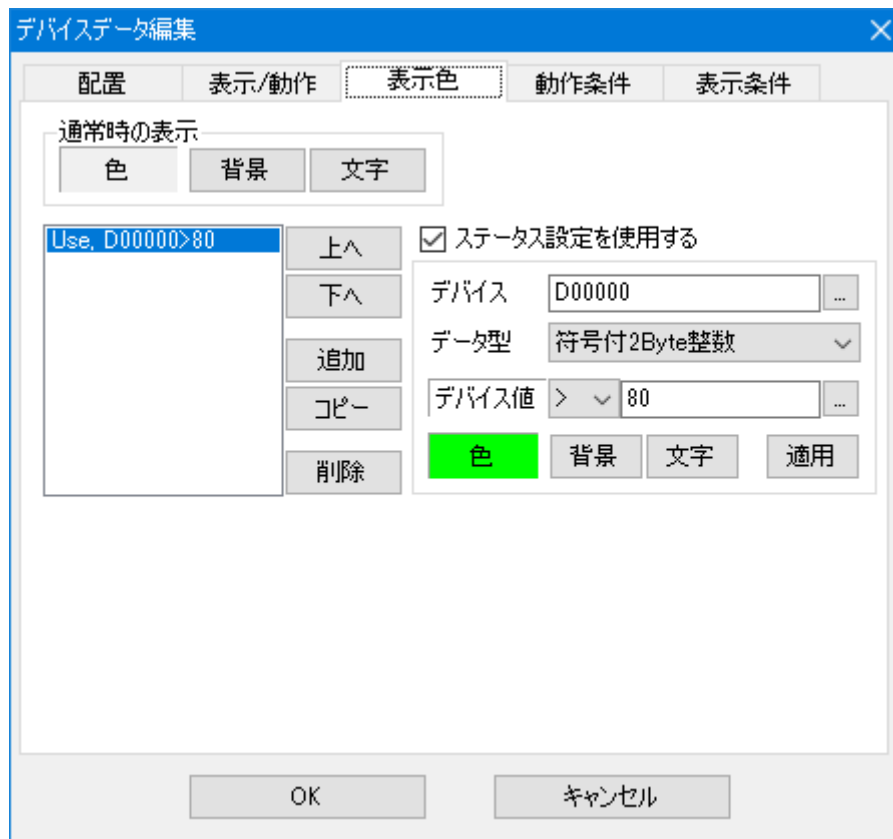 デバイスデータ編集
配置 表示/動作 表示色 動作条件 表示条件
通常時の表示
色 背景 文字
Use, D00000>80
上へ
下へ
追加
コピー
削除
ステータス設定を使用する
デバイス D00000 ...
データ型 符号付2Byte整数
デバイス値 > 80 ...
色 背景 文字 適用
OK キャンセル